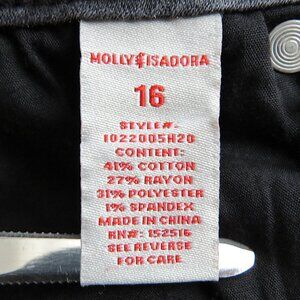 MOLLY & ISADORA
16
STYLE#-
1022005H20
CONTENT:
41% COTTON
27% RAYON
31% POLYESTER
1% SPANDEX
MADE IN CHINA
RN#: 152516
SEE REVERSE
FOR CARE